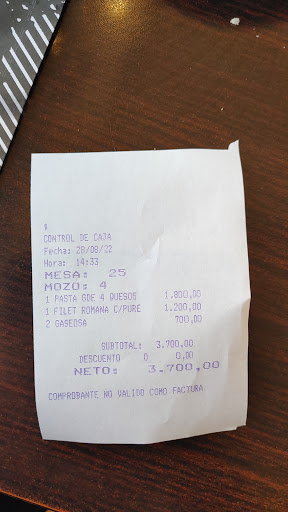 $
CONTROL DE CAJA
Fecha: 28/08/22
Hora: 14:33
MESA: 25
MOZO: 4
1 PASTA GDE 4 QUESOS 1.800,00
1 FILET ROMANA C/PURE 1.200,00
2 GASEOSA 700,00
SUBTOTAL: 3.700,00
DESCUENTO 0 0,00
NETO: 3.700,00
COMPROBANTE NO VALIDO COMO FACTURA